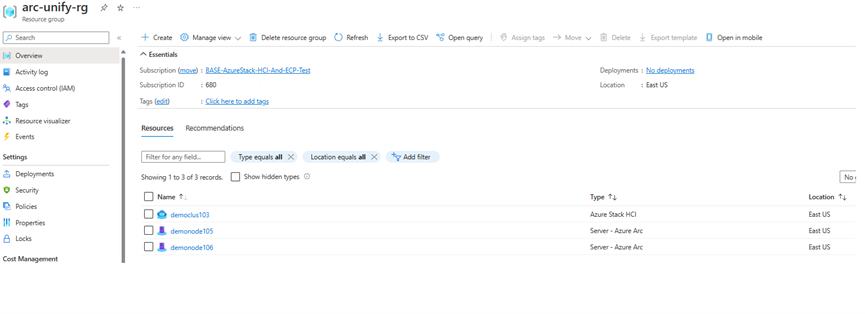 arc-unify-rg
Resource group
Search
Create Manage view Delete resource group Refresh Export to CSV Open query Assign tags Move Delete Export template Open in mobile
Overview
Activity log
Access control (IAM)
Tags
Resource visualizer
Events
Settings
Deployments
Security
Policies
Properties
Locks
Cost Management
Essentials
Subscription (move) : BASE-AzureStack-HCI-And-ECP-Test
Deployments : No deployments
Subscription ID : 680
Location : East US
Tags (edit) : Click here to add tags
Resources Recommendations
Filter for any field... Type equals all Location equals all Add filter
Showing 1 to 3 of 3 records. Show hidden types
Name Type Location
democlus103 Azure Stack HCI East US
demonode105 Server - Azure Arc East US
demonode106 Server - Azure Arc East US